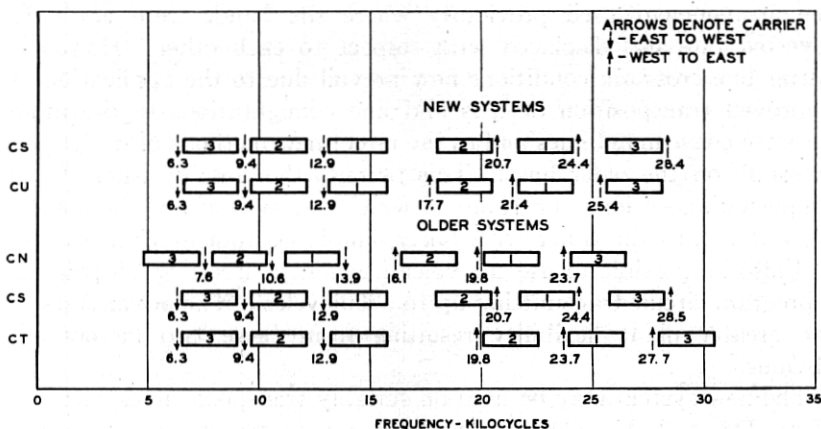 ARROWS DENOTE CARRIER
-EAST TO WEST
-WEST TO EAST
NEW SYSTEMS
CS 3 2 1 2 1 3
6.3 9.4 12.9 20.7 24.4 28.4
CU 3 2 1 2 1 3
6.3 9.4 12.9 17.7 21.4 25.4
OLDER SYSTEMS
CN 3 2 1 2 1 3
7.6 10.6 13.9 16.1 19.8 23.7
CS 3 2 1 2 1 3
6.3 9.4 12.9 20.7 24.4 28.5
CT 3 2 1 2 1 3
6.3 9.4 12.9 19.8 23.7 27.7
0 5 10 15 20 25 30 35
FREQUENCY-KILOCYCLES